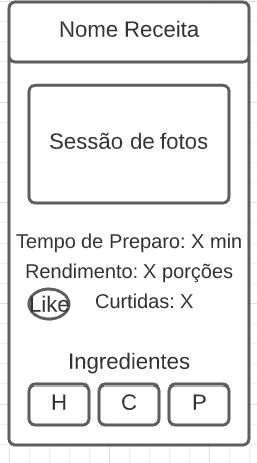 Nome Receita
Sessão de fotos
Tempo de Preparo: X min
Rendimento: X porções
Like Curtidas: X
Ingredientes
H C P